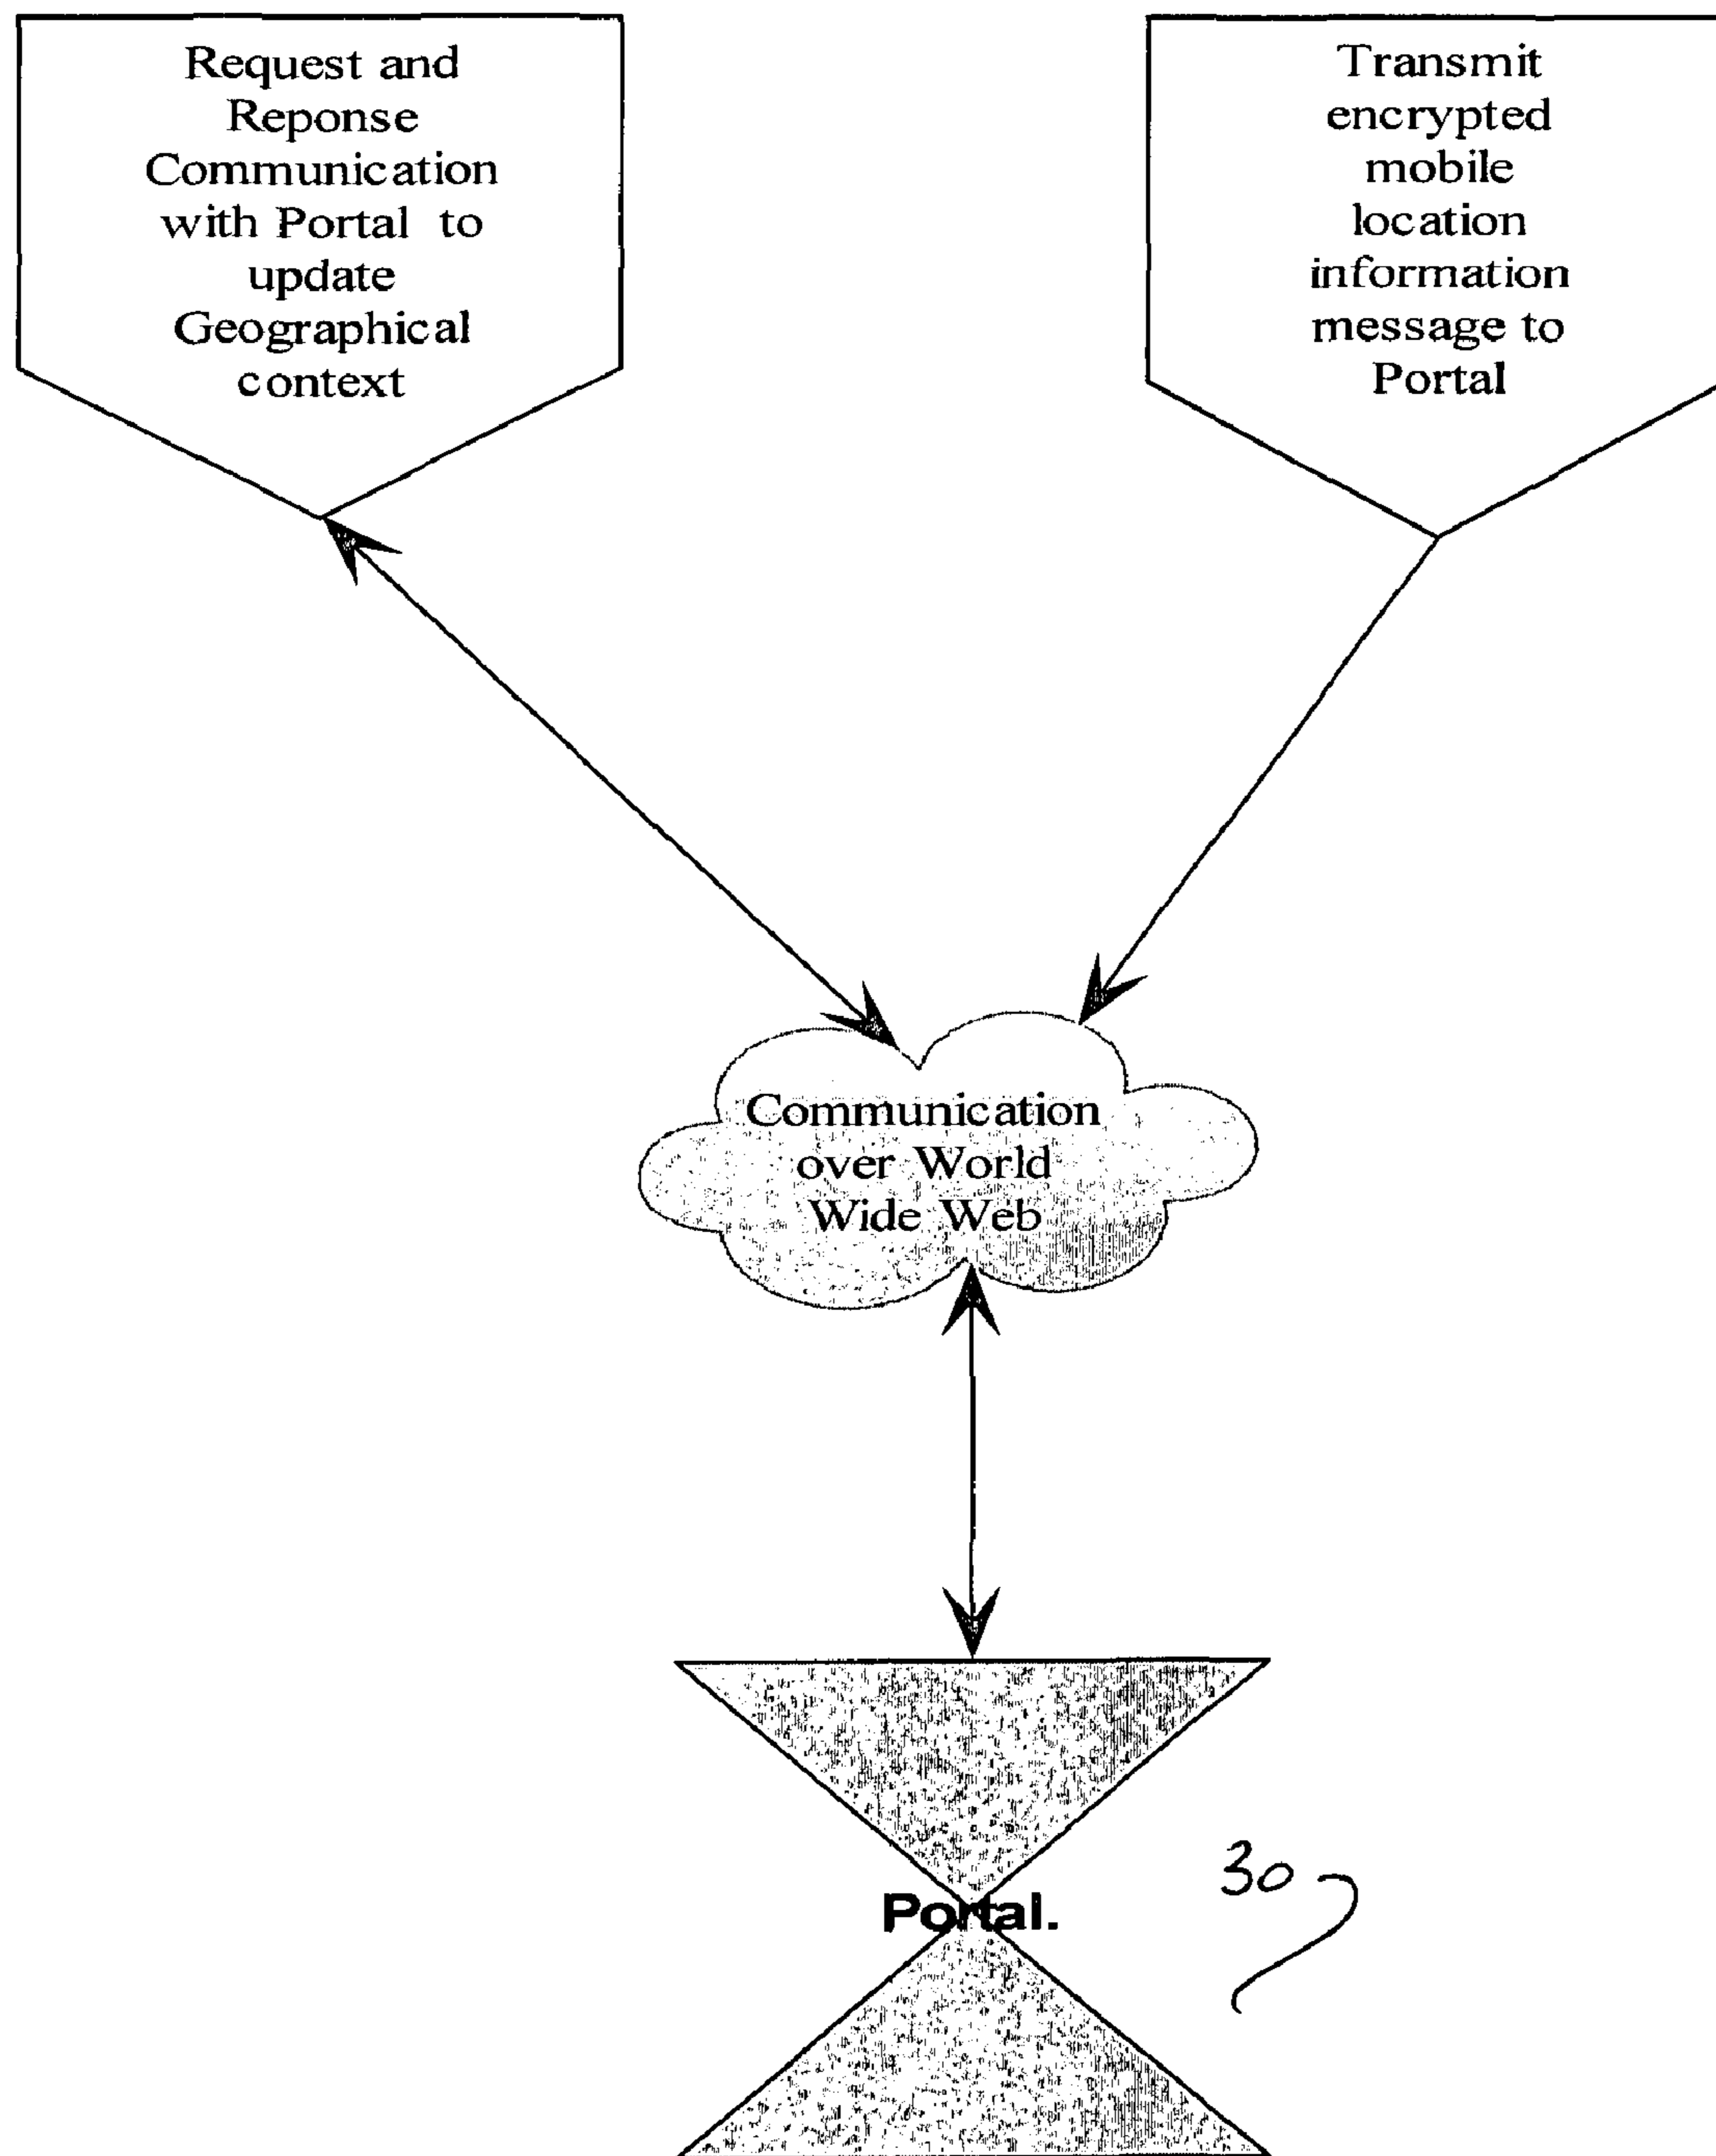 Request and
Reponse
Communication
with Portal to
update
Geographical
context
Transmit
encrypted
mobile
location
information
message to
Portal
Communication
over World
Wide Web
Portal.
30